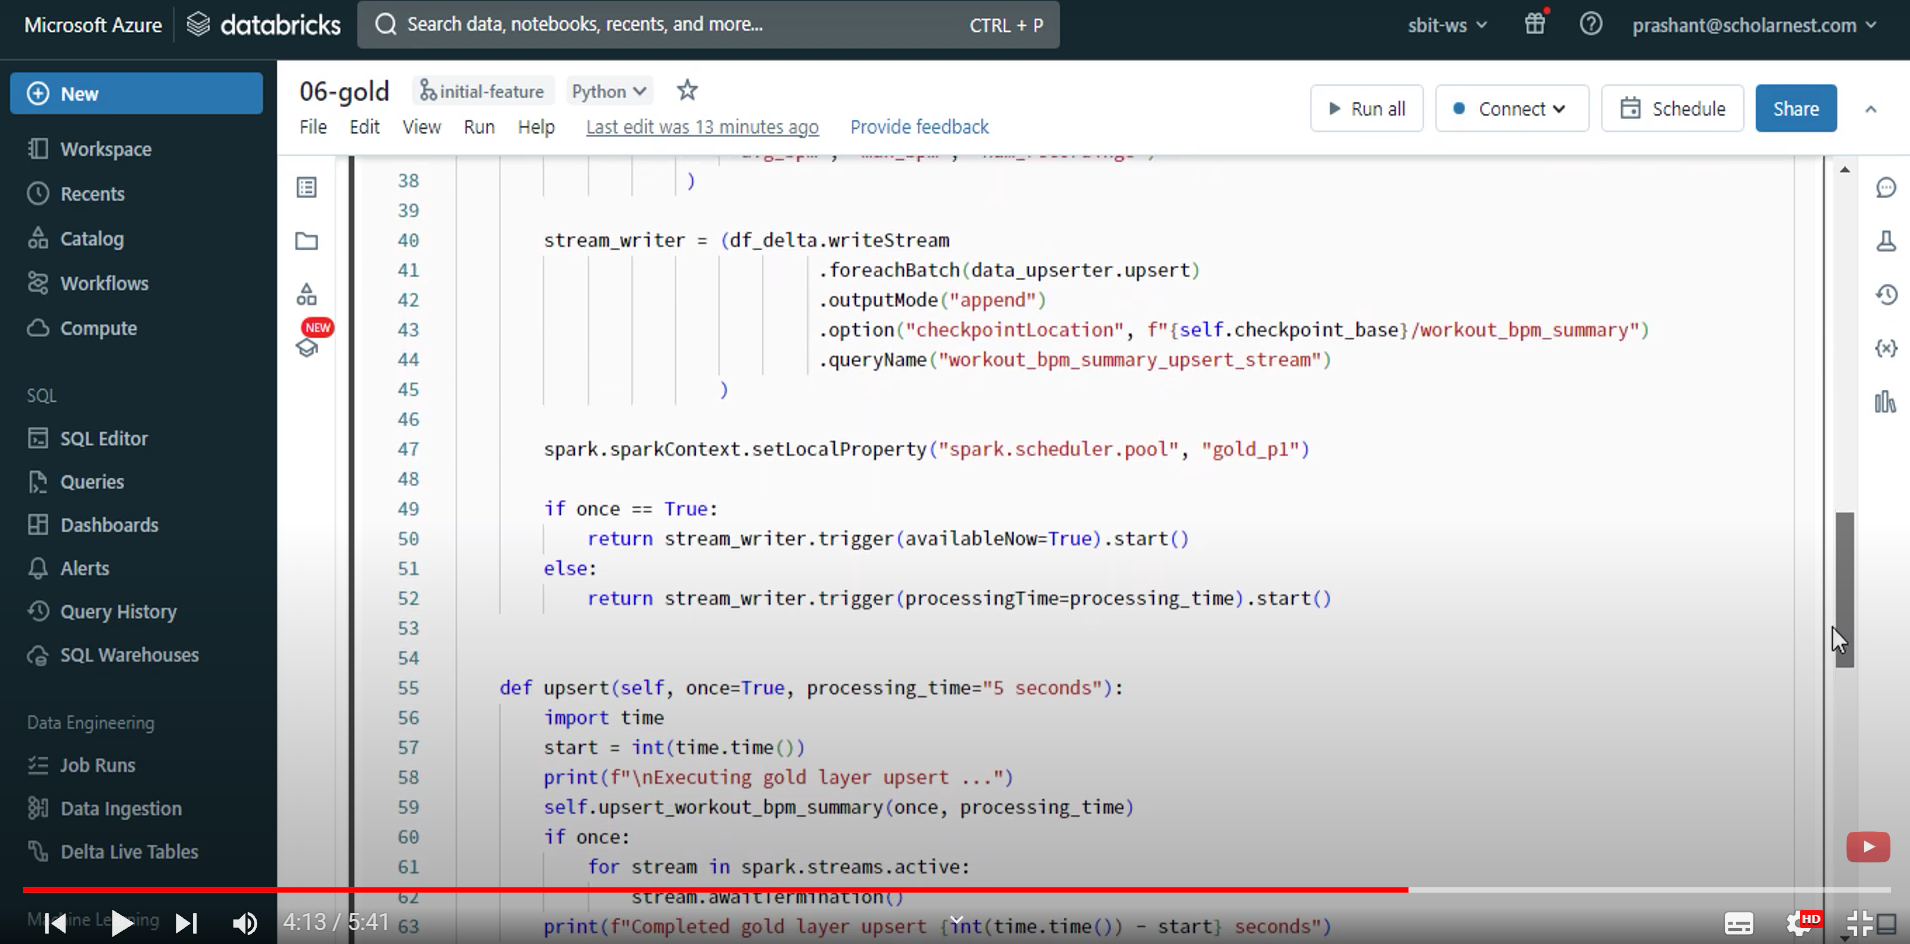 Microsoft Azure databricks Search data, notebooks, recents, and more... CTRL + P sbit-ws prashant@scholarnest.com
New
Workspace
Recents
Catalog
Workflows
Compute
SQL
SQL Editor
Queries
Dashboards
Alerts
Query History
SQL Warehouses
Data Engineering
Job Runs
Data Ingestion
Delta Live Tables
Machine Learning
06-gold initial-feature Python
File Edit View Run Help Last edit was 13 minutes ago Provide feedback
Run all Connect Schedule Share
NEW
38 )
39
40 stream_writer = (df_delta.writeStream
41 .foreachBatch(data_upserter.upsert)
42 .outputMode("append")
43 .option("checkpointLocation", f"{self.checkpoint_base}/workout_bpm_summary")
44 .queryName("workout_bpm_summary_upsert_stream")
45 )
46
47 spark.sparkContext.setLocalProperty("spark.scheduler.pool", "gold_p1")
48
49 if once == True:
50 return stream_writer.trigger(availableNow=True).start()
51 else:
52 return stream_writer.trigger(processingTime=processing_time).start()
53
54
55 def upsert(self, once=True, processing_time="5 seconds"):
56 import time
57 start = int(time.time())
58 print(f"\nExecuting gold layer upsert ...")
59 self.upsert_workout_bpm_summary(once, processing_time)
60 if once:
61 for stream in spark.streams.active:
62 stream.awaitTermination()
63 print(f"Completed gold layer upsert {int(time.time()) - start} seconds")
4:13 / 5:41
HD